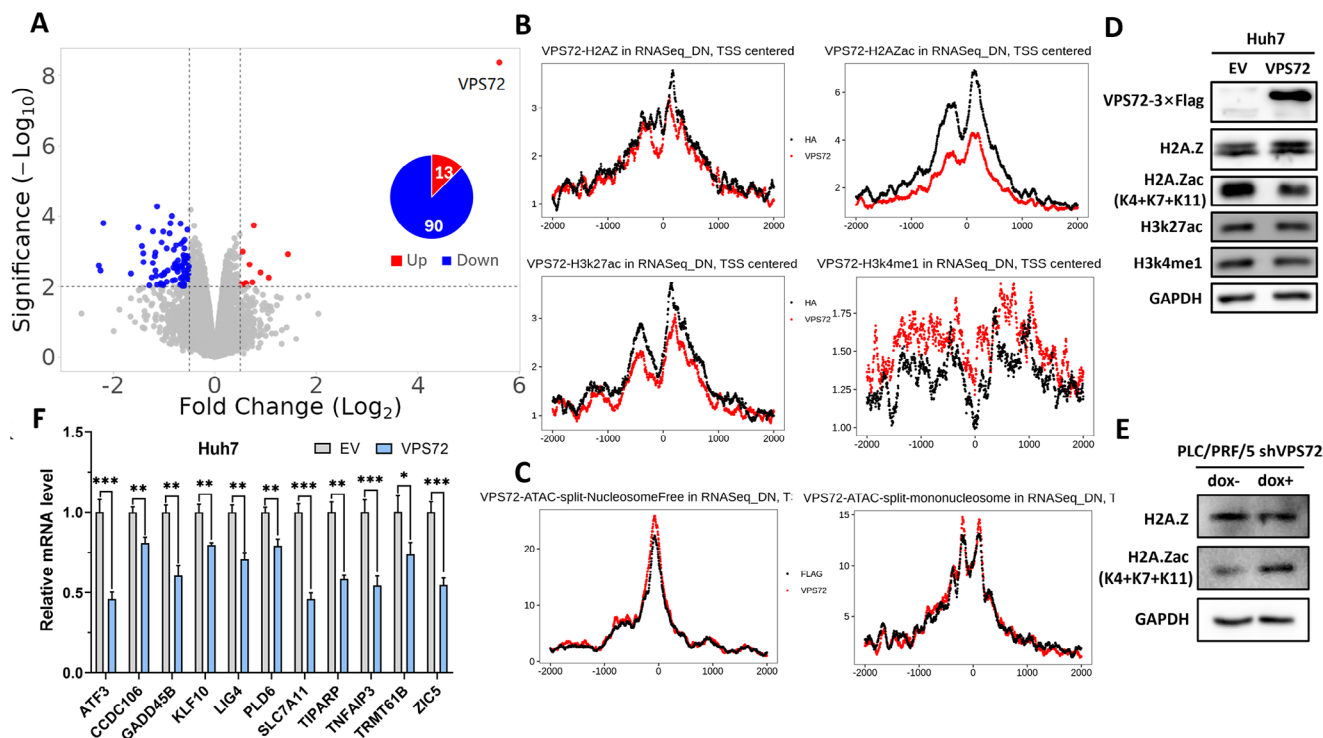 A
Significance (−Log10)
8
6
4
2
0
-2
0
2
4
6
Fold Change (Log2)
VPS72
13
90
Up
Down
B
VPS72-H2AZ in RNASeq_DN, TSS centered
3
2
1
-2000
-1000
0
1000
2000
HA
VPS72
VPS72-H2AZac in RNASeq_DN, TSS centered
6
4
2
-2000
-1000
0
1000
2000
VPS72-H3k27ac in RNASeq_DN, TSS centered
3
2
1
-2000
-1000
0
1000
2000
HA
VPS72
VPS72-H3k4me1 in RNASeq_DN, TSS centered
1.75
1.50
1.25
1.00
-2000
-1000
0
1000
2000
C
VPS72-ATAC-split-NucleosomeFree in RNASeq_DN, T
20
10
0
-2000
-1000
0
1000
2000
FLAG
VPS72
VPS72-ATAC-split-mononucleosome in RNASeq_DN, T
15
10
5
-2000
-1000
0
1000
2000
D
Huh7
EV VPS72
VPS72-3×Flag
H2A.Z
H2A.Zac
(K4+K7+K11)
H3k27ac
H3k4me1
GAPDH
E
PLC/PRF/5 shVPS72
dox- dox+
H2A.Z
H2A.Zac
(K4+K7+K11)
GAPDH
F
Huh7
EV VPS72
Relative mRNA level
1.5
1.0
0.5
0.0
*** ** ** ** ** ** *** ** *** * ***
ATF3
CCDC106
GADD45B
KLF10
LIG4
PLD6
SLC7A11
TIPARP
TNFAIP3
TRMT61B
ZIC5